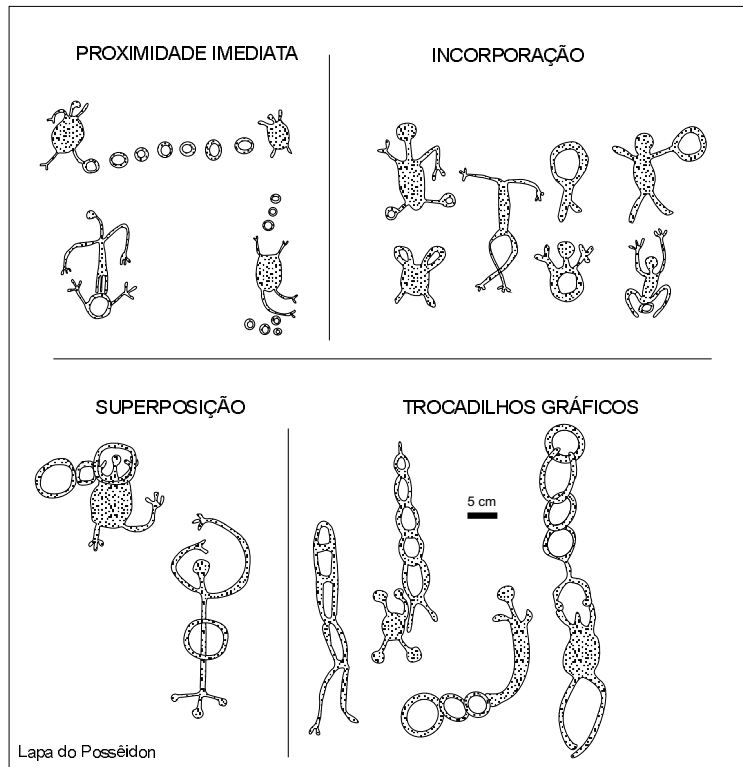 PROXIMIDADE IMEDIATA
INCORPORAÇÃO
SUPERPOSIÇÃO
TROCADILHOS GRÁFICOS
5 cm
Lapa do Possêidon